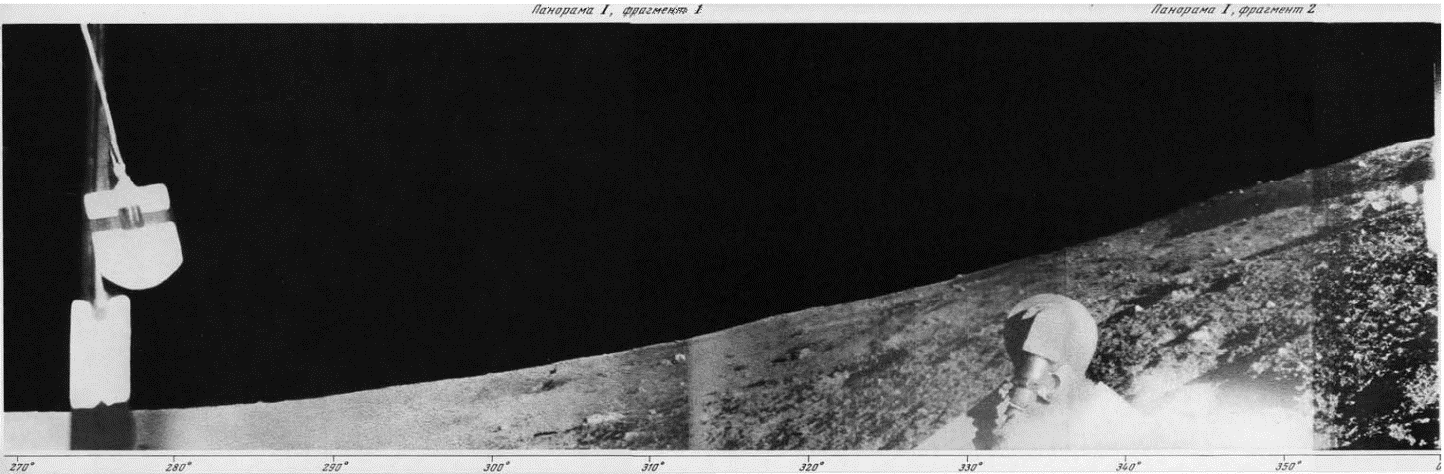 Панорама I, фрагмент 1
Панорама I, фрагмент 2
270° 280° 290° 300° 310° 320° 330° 340° 350°